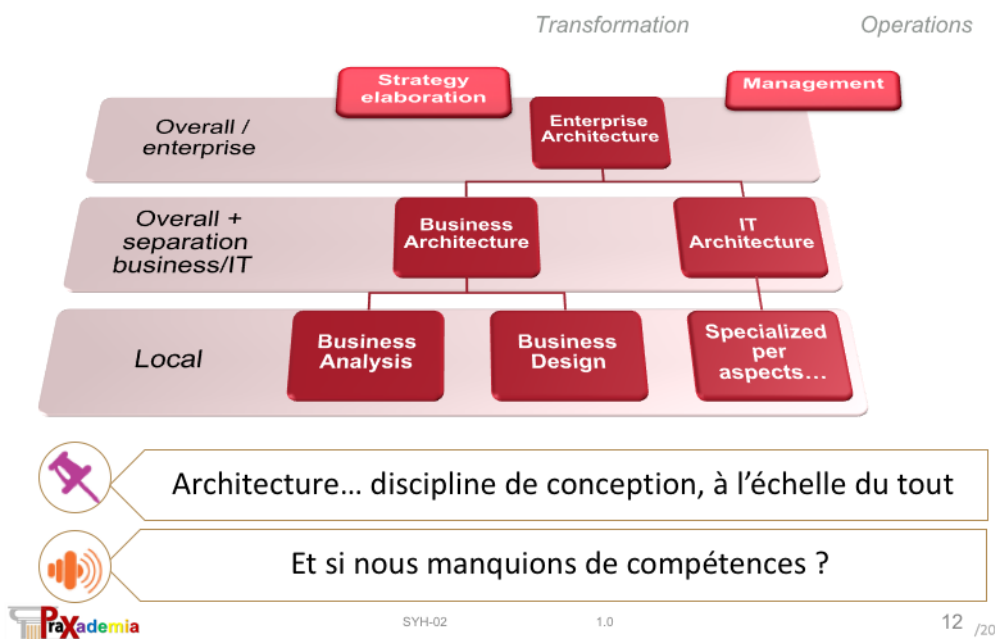 Transformation
Operations
Strategy
elaboration
Management
Overall /
enterprise
Enterprise
Architecture
Overall +
separation
business/IT
Business
Architecture
IT
Architecture
Local
Business
Analysis
Business
Design
Specialized
per
aspects...
Architecture... discipline de conception, à l'échelle du tout
Et si nous manquions de compétences ?
PraXademia
SYH-02
1.0
12 /20